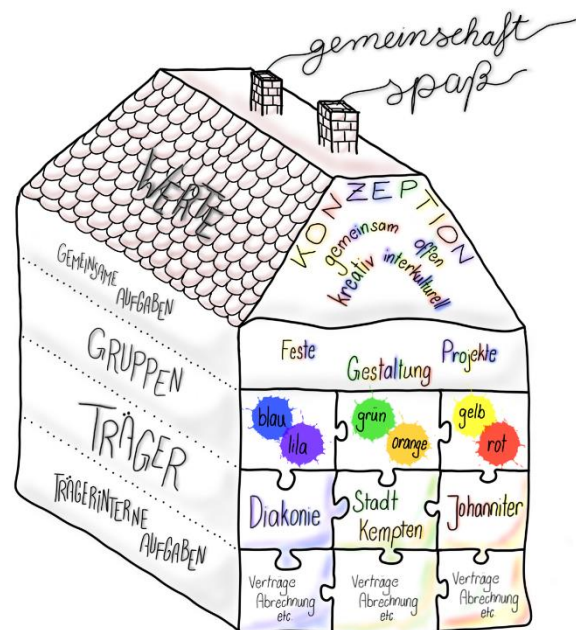 gemeinschaft
spaß
WERTE
KONZEPTION
gemeinsam offen
kreativ interkulturell
GEMEINSAME
AUFGABEN
GRUPPEN
TRÄGER
TRÄGERINTERNE
AUFGABEN
Feste Gestaltung Projekte
blau
lila
grün
orange
gelb
rot
Diakonie
Stadt
Kempten
Johanniter
Verträge
Abrechnung
etc.
Verträge
Abrechnung
etc.
Verträge
Abrechnung
etc.